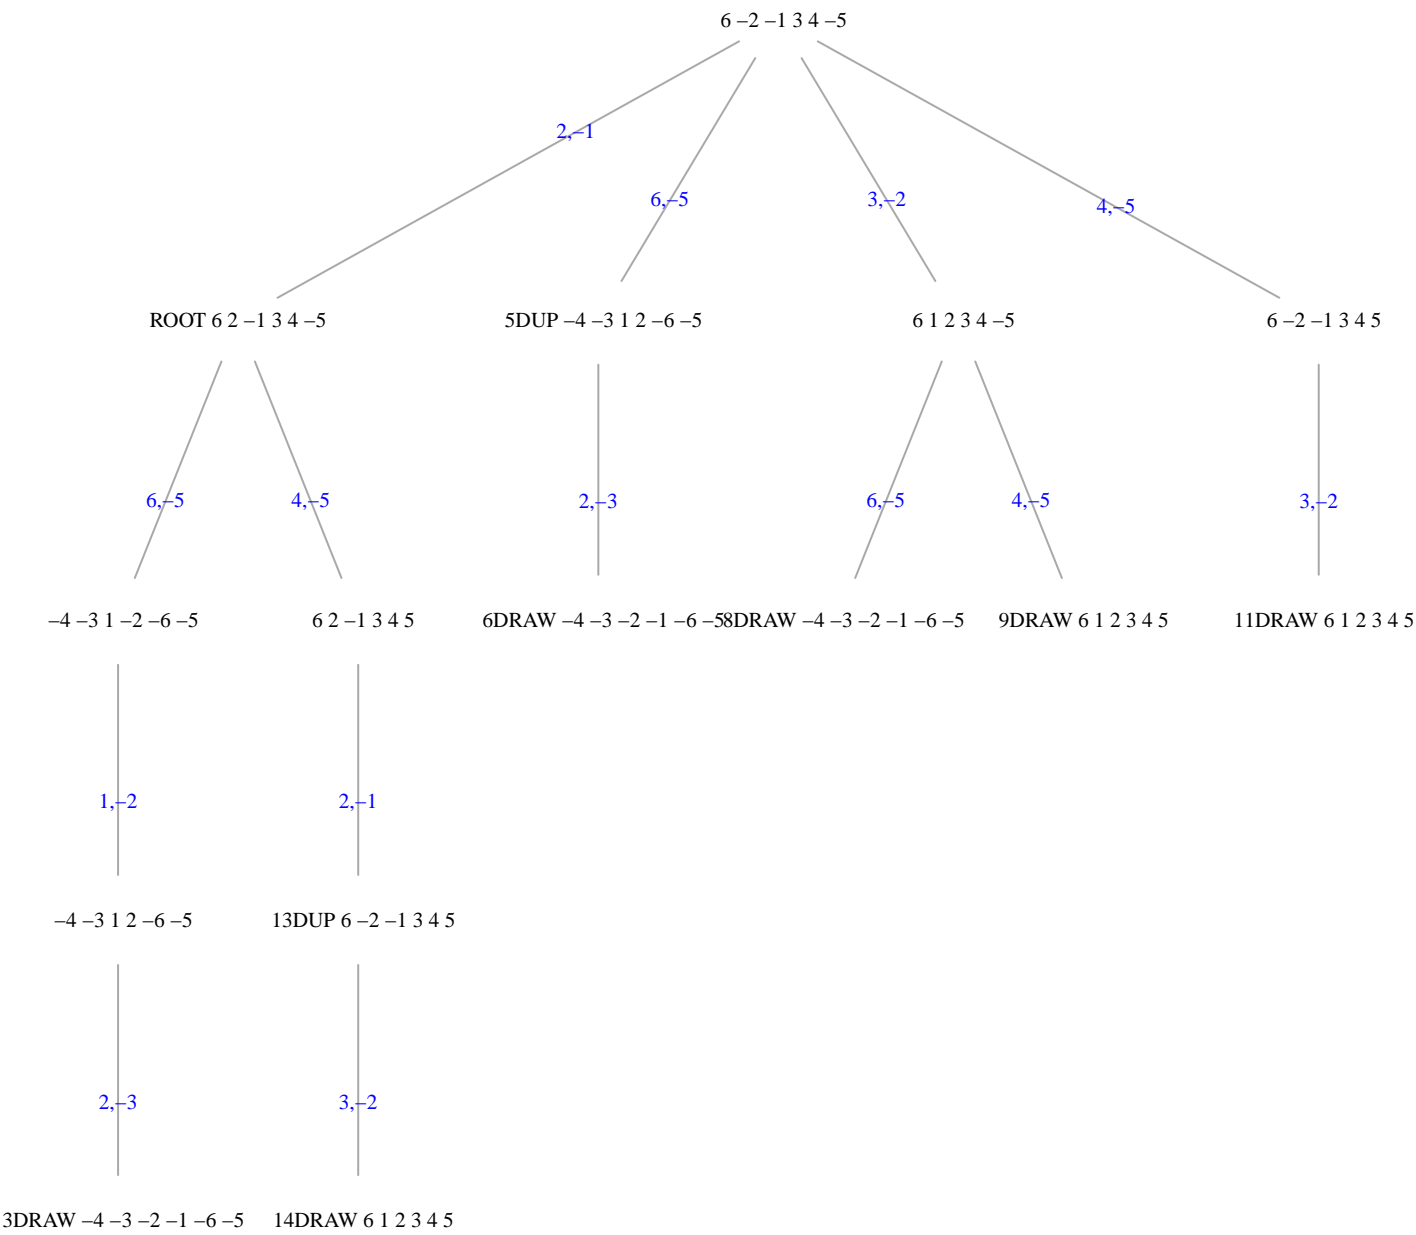 6 –2 –1 3 4 –5
2,–1
6,–5
3,–2
4,–5
ROOT 6 2 –1 3 4 –5
5DUP –4 –3 1 2 –6 –5
6 1 2 3 4 –5
6 –2 –1 3 4 5
6,–5
4,–5
2,–3
6,–5
4,–5
3,–2
–4 –3 1 –2 –6 –5
6 2 –1 3 4 5
6DRAW –4 –3 –2 –1 –6 –5
8DRAW –4 –3 –2 –1 –6 –5
9DRAW 6 1 2 3 4 5
11DRAW 6 1 2 3 4 5
1,–2
2,–1
–4 –3 1 2 –6 –5
13DUP 6 –2 –1 3 4 5
2,–3
3,–2
3DRAW –4 –3 –2 –1 –6 –5
14DRAW 6 1 2 3 4 5